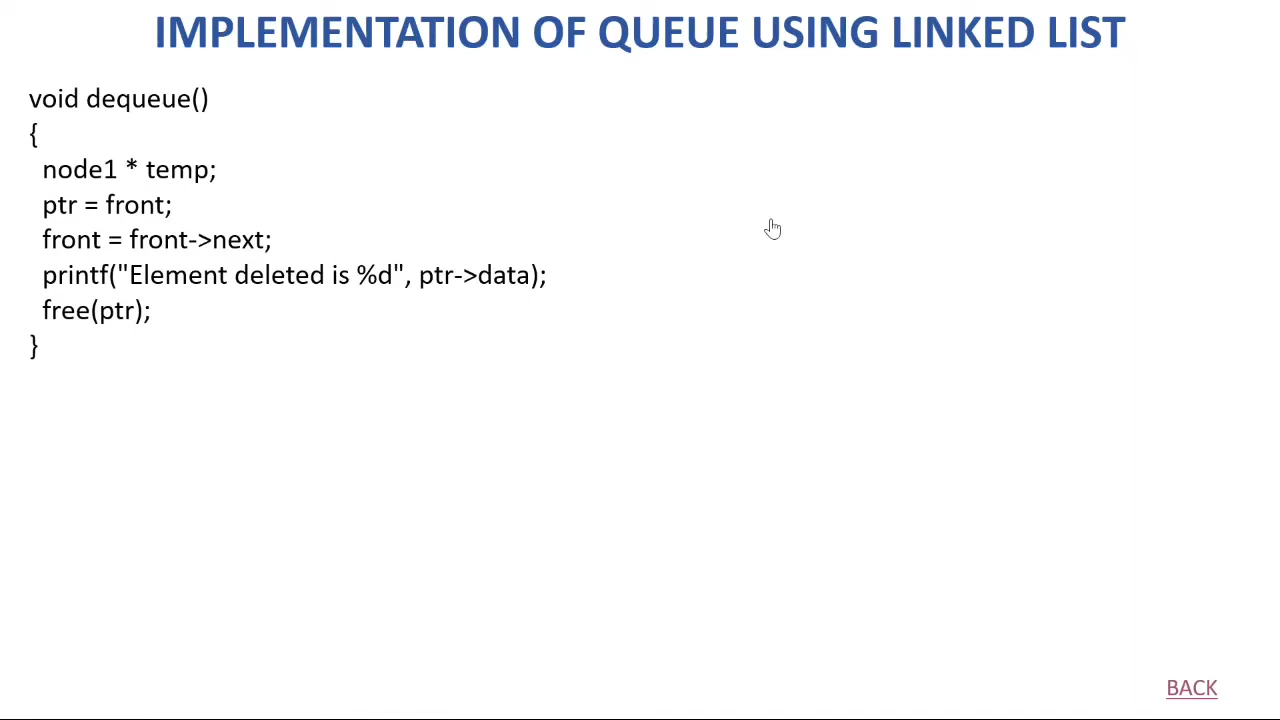 IMPLEMENTATION OF QUEUE USING LINKED LIST
void dequeue()
{
node1 * temp;
ptr = front;
front = front->next;
printf("Element deleted is %d", ptr->data);
free(ptr);
}
BACK